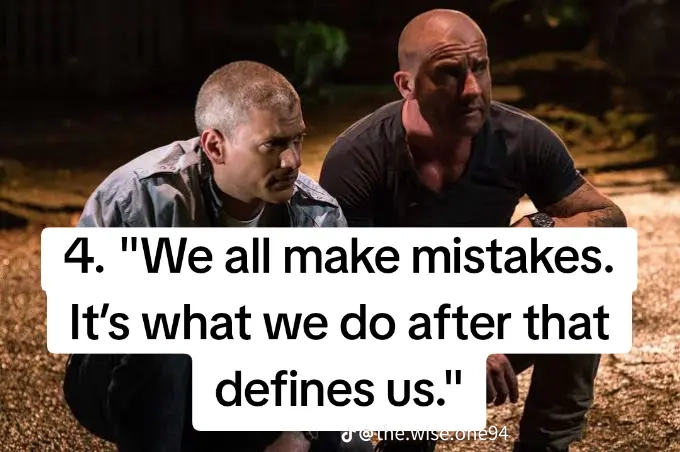 4. "We all make mistakes.
It’s what we do after that
defines us."
@the.wise.one94